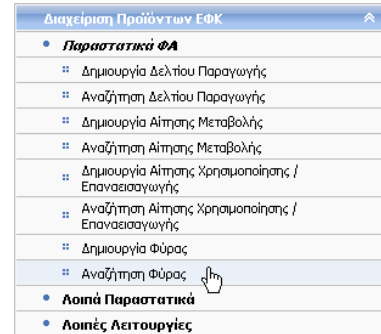 Διαχείριση Προϊόντων ΕΦΚ
Παραστατικά ΦΑ
Δημιουργία Δελτίου Παραγωγής
Αναζήτηση Δελτίου Παραγωγής
Δημιουργία Αίτησης Μεταβολής
Αναζήτηση Αίτησης Μεταβολής
Δημιουργία Αίτησης Χρησιμοποίησης /
Επαναεισαγωγής
Αναζήτηση Αίτησης Χρησιμοποίησης /
Επαναεισαγωγής
Δημιουργία Φύρας
Αναζήτηση Φύρας
Λοιπά Παραστατικά
Λοιπές Λειτουργίες